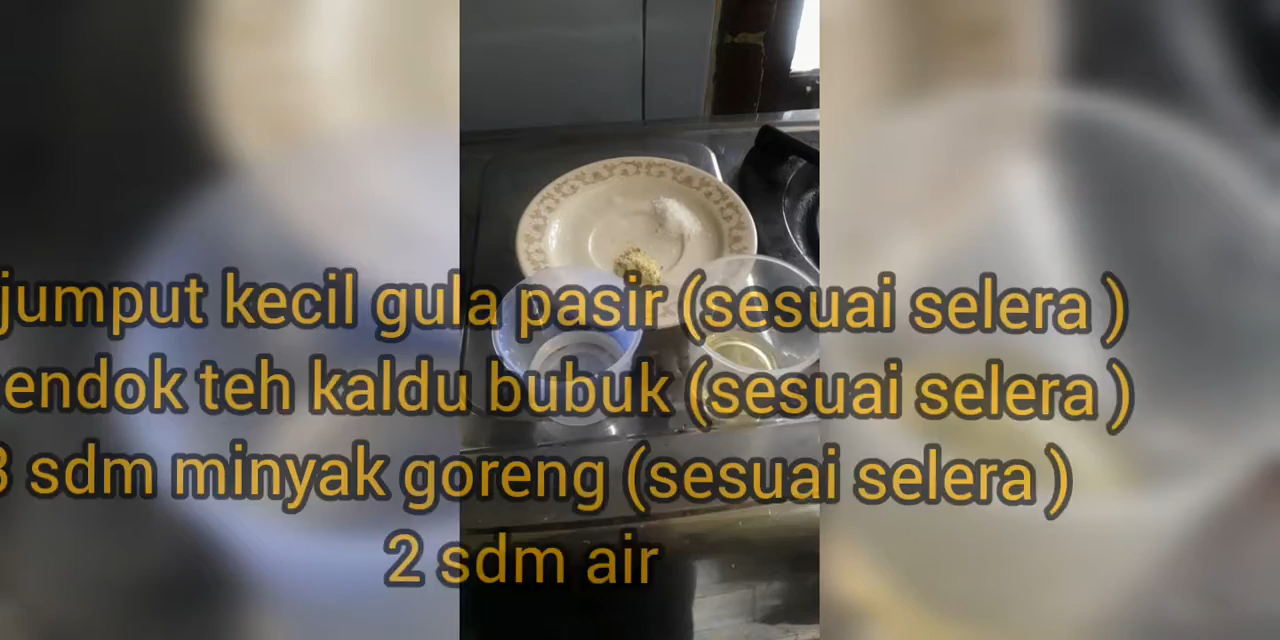 jumput kecil gula pasir (sesuai selera )
endok teh kaldu bubuk (sesuai selera )
3 sdm minyak goreng (sesuai selera )
2 sdm air